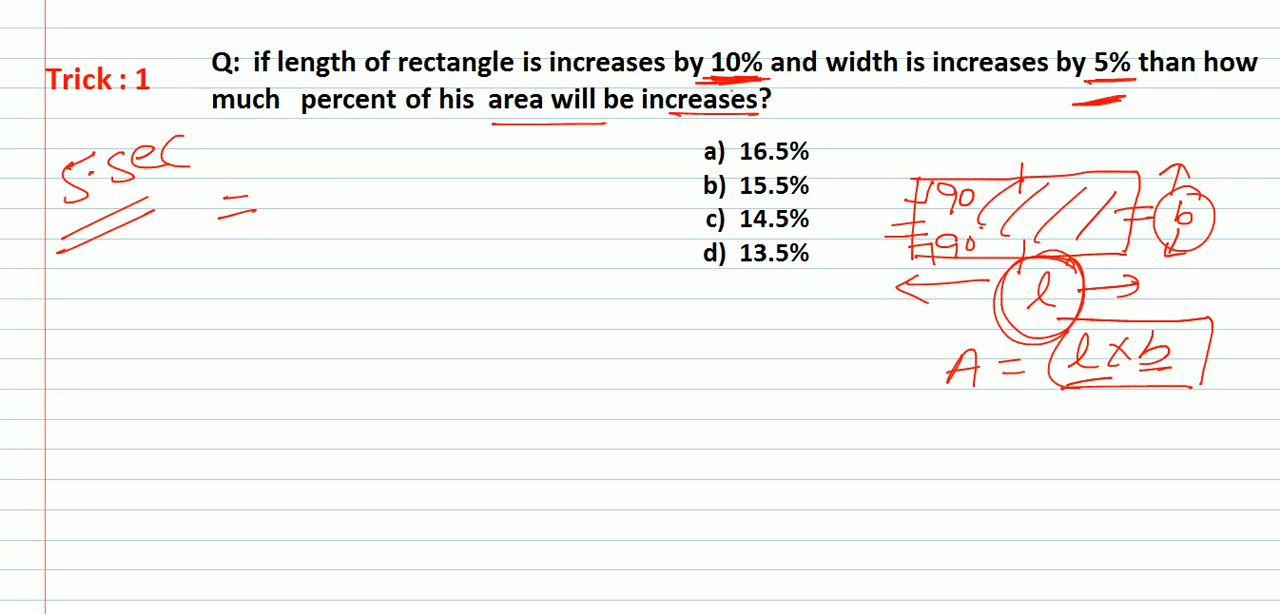 Q: if length of rectangle is increases by 10% and width is increases by 5% than how
Trick : 1
much percent of his area will be increases?
5.sec =
a) 16.5%
b) 15.5%
c) 14.5%
d) 13.5%
90
b
90
l
A = l x b